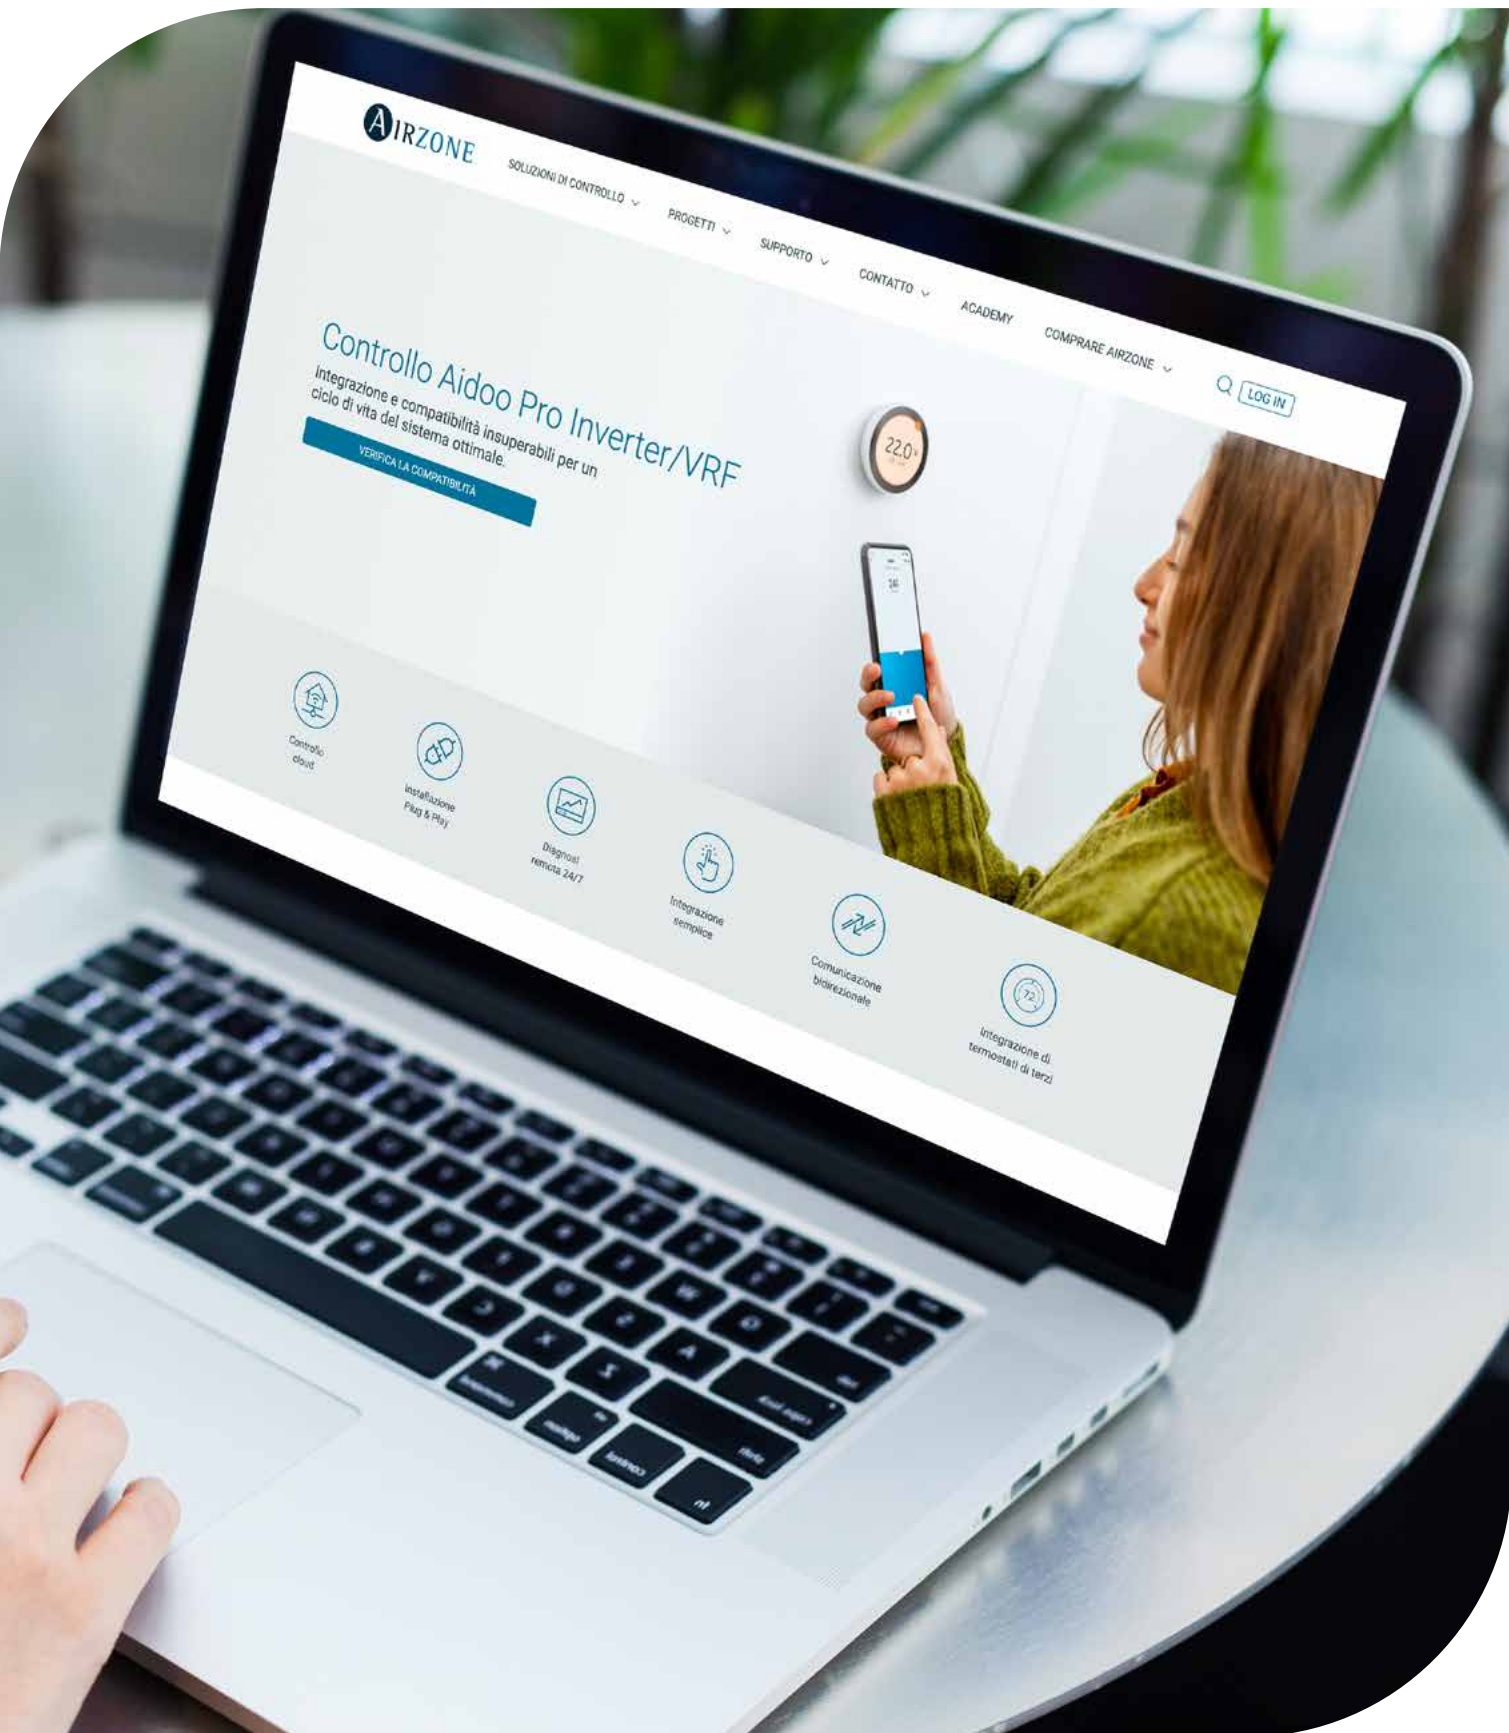 AIRZONE
SOLUZIONI DI CONTROLLO
PROGETTI
SUPPORTO
CONTATTO
ACADEMY
COMPRARE AIRZONE
LOG IN
Controllo Aidoo Pro Inverter/VRF
Integrazione e compatibilità insuperabili per un
ciclo di vita del sistema ottimale.
VERIFICA LA COMPATIBILITÀ
22.0°
Controllo
cloud
Installazione
Plug & Play
Diagnosi
remota 24/7
Integrazione
semplice
Comunicazione
bidirezionale
72
Integrazione di
termostati di terzi